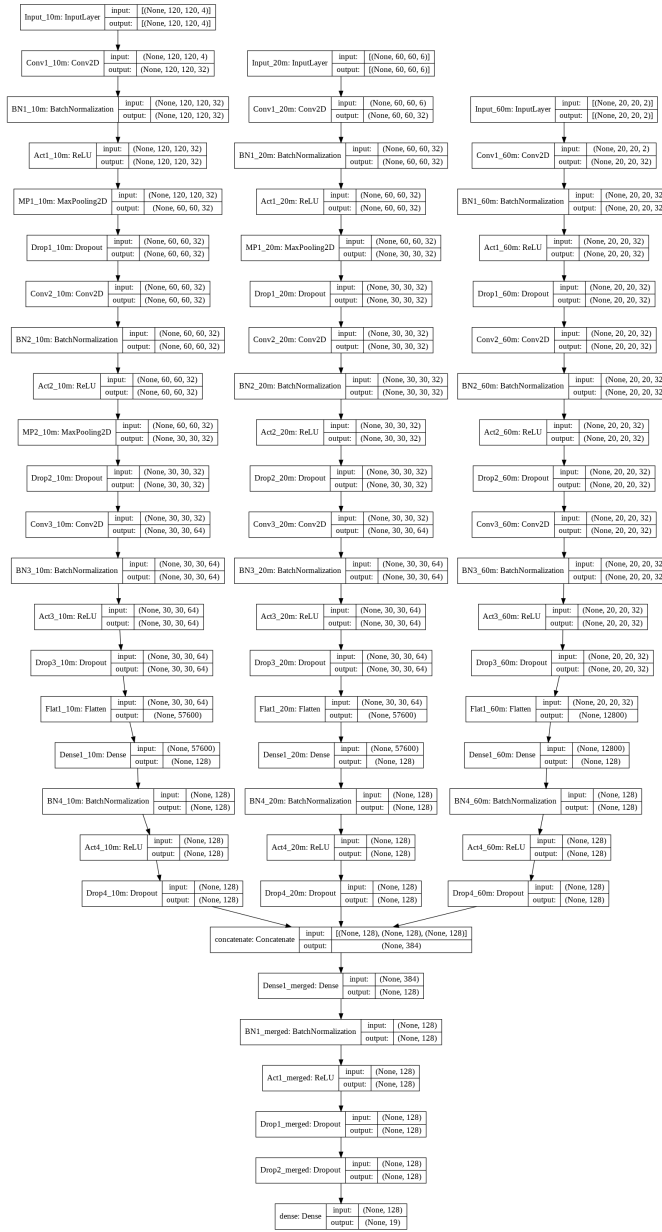 Input_10m: InputLayer
input: [(None, 120, 120, 4)]
output: [(None, 120, 120, 4)]
Conv1_10m: Conv2D
input: (None, 120, 120, 4)
output: (None, 120, 120, 32)
BN1_10m: BatchNormalization
input: (None, 120, 120, 32)
output: (None, 120, 120, 32)
Act1_10m: ReLU
input: (None, 120, 120, 32)
output: (None, 120, 120, 32)
MP1_10m: MaxPooling2D
input: (None, 120, 120, 32)
output: (None, 60, 60, 32)
Drop1_10m: Dropout
input: (None, 60, 60, 32)
output: (None, 60, 60, 32)
Conv2_10m: Conv2D
input: (None, 60, 60, 32)
output: (None, 60, 60, 32)
BN2_10m: BatchNormalization
input: (None, 60, 60, 32)
output: (None, 60, 60, 32)
Act2_10m: ReLU
input: (None, 60, 60, 32)
output: (None, 60, 60, 32)
MP2_10m: MaxPooling2D
input: (None, 60, 60, 32)
output: (None, 30, 30, 32)
Drop2_10m: Dropout
input: (None, 30, 30, 32)
output: (None, 30, 30, 32)
Conv3_10m: Conv2D
input: (None, 30, 30, 32)
output: (None, 30, 30, 64)
BN3_10m: BatchNormalization
input: (None, 30, 30, 64)
output: (None, 30, 30, 64)
Act3_10m: ReLU
input: (None, 30, 30, 64)
output: (None, 30, 30, 64)
Drop3_10m: Dropout
input: (None, 30, 30, 64)
output: (None, 30, 30, 64)
Flat1_10m: Flatten
input: (None, 30, 30, 64)
output: (None, 57600)
Dense1_10m: Dense
input: (None, 57600)
output: (None, 128)
BN4_10m: BatchNormalization
input: (None, 128)
output: (None, 128)
Act4_10m: ReLU
input: (None, 128)
output: (None, 128)
Drop4_10m: Dropout
input: (None, 128)
output: (None, 128)
Input_20m: InputLayer
input: [(None, 60, 60, 6)]
output: [(None, 60, 60, 6)]
Conv1_20m: Conv2D
input: (None, 60, 60, 6)
output: (None, 60, 60, 32)
BN1_20m: BatchNormalization
input: (None, 60, 60, 32)
output: (None, 60, 60, 32)
Act1_20m: ReLU
input: (None, 60, 60, 32)
output: (None, 60, 60, 32)
MP1_20m: MaxPooling2D
input: (None, 60, 60, 32)
output: (None, 30, 30, 32)
Drop1_20m: Dropout
input: (None, 30, 30, 32)
output: (None, 30, 30, 32)
Conv2_20m: Conv2D
input: (None, 30, 30, 32)
output: (None, 30, 30, 32)
BN2_20m: BatchNormalization
input: (None, 30, 30, 32)
output: (None, 30, 30, 32)
Act2_20m: ReLU
input: (None, 30, 30, 32)
output: (None, 30, 30, 32)
Drop2_20m: Dropout
input: (None, 30, 30, 32)
output: (None, 30, 30, 32)
Conv3_20m: Conv2D
input: (None, 30, 30, 32)
output: (None, 30, 30, 64)
BN3_20m: BatchNormalization
input: (None, 30, 30, 64)
output: (None, 30, 30, 64)
Act3_20m: ReLU
input: (None, 30, 30, 64)
output: (None, 30, 30, 64)
Drop3_20m: Dropout
input: (None, 30, 30, 64)
output: (None, 30, 30, 64)
Flat1_20m: Flatten
input: (None, 30, 30, 64)
output: (None, 57600)
Dense1_20m: Dense
input: (None, 57600)
output: (None, 128)
BN4_20m: BatchNormalization
input: (None, 128)
output: (None, 128)
Act4_20m: ReLU
input: (None, 128)
output: (None, 128)
Drop4_20m: Dropout
input: (None, 128)
output: (None, 128)
Input_60m: InputLayer
input: [(None, 20, 20, 2)]
output: [(None, 20, 20, 2)]
Conv1_60m: Conv2D
input: (None, 20, 20, 2)
output: (None, 20, 20, 32)
BN1_60m: BatchNormalization
input: (None, 20, 20, 32
output: (None, 20, 20, 32
Act1_60m: ReLU
input: (None, 20, 20, 32)
output: (None, 20, 20, 32)
Drop1_60m: Dropout
input: (None, 20, 20, 32)
output: (None, 20, 20, 32)
Conv2_60m: Conv2D
input: (None, 20, 20, 32)
output: (None, 20, 20, 32)
BN2_60m: BatchNormalization
input: (None, 20, 20, 32
output: (None, 20, 20, 32
Act2_60m: ReLU
input: (None, 20, 20, 32)
output: (None, 20, 20, 32)
Drop2_60m: Dropout
input: (None, 20, 20, 32)
output: (None, 20, 20, 32)
Conv3_60m: Conv2D
input: (None, 20, 20, 32)
output: (None, 20, 20, 32)
BN3_60m: BatchNormalization
input: (None, 20, 20, 32
output: (None, 20, 20, 32
Act3_60m: ReLU
input: (None, 20, 20, 32)
output: (None, 20, 20, 32)
Drop3_60m: Dropout
input: (None, 20, 20, 32)
output: (None, 20, 20, 32)
Flat1_60m: Flatten
input: (None, 20, 20, 32)
output: (None, 12800)
Dense1_60m: Dense
input: (None, 12800)
output: (None, 128)
BN4_60m: BatchNormalization
input: (None, 128)
output: (None, 128)
Act4_60m: ReLU
input: (None, 128)
output: (None, 128)
Drop4_60m: Dropout
input: (None, 128)
output: (None, 128)
concatenate: Concatenate
input: [(None, 128), (None, 128), (None, 128)]
output: (None, 384)
Dense1_merged: Dense
input: (None, 384)
output: (None, 128)
BN1_merged: BatchNormalization
input: (None, 128)
output: (None, 128)
Act1_merged: ReLU
input: (None, 128)
output: (None, 128)
Drop1_merged: Dropout
input: (None, 128)
output: (None, 128)
Drop2_merged: Dropout
input: (None, 128)
output: (None, 128)
dense: Dense
input: (None, 128)
output: (None, 19)